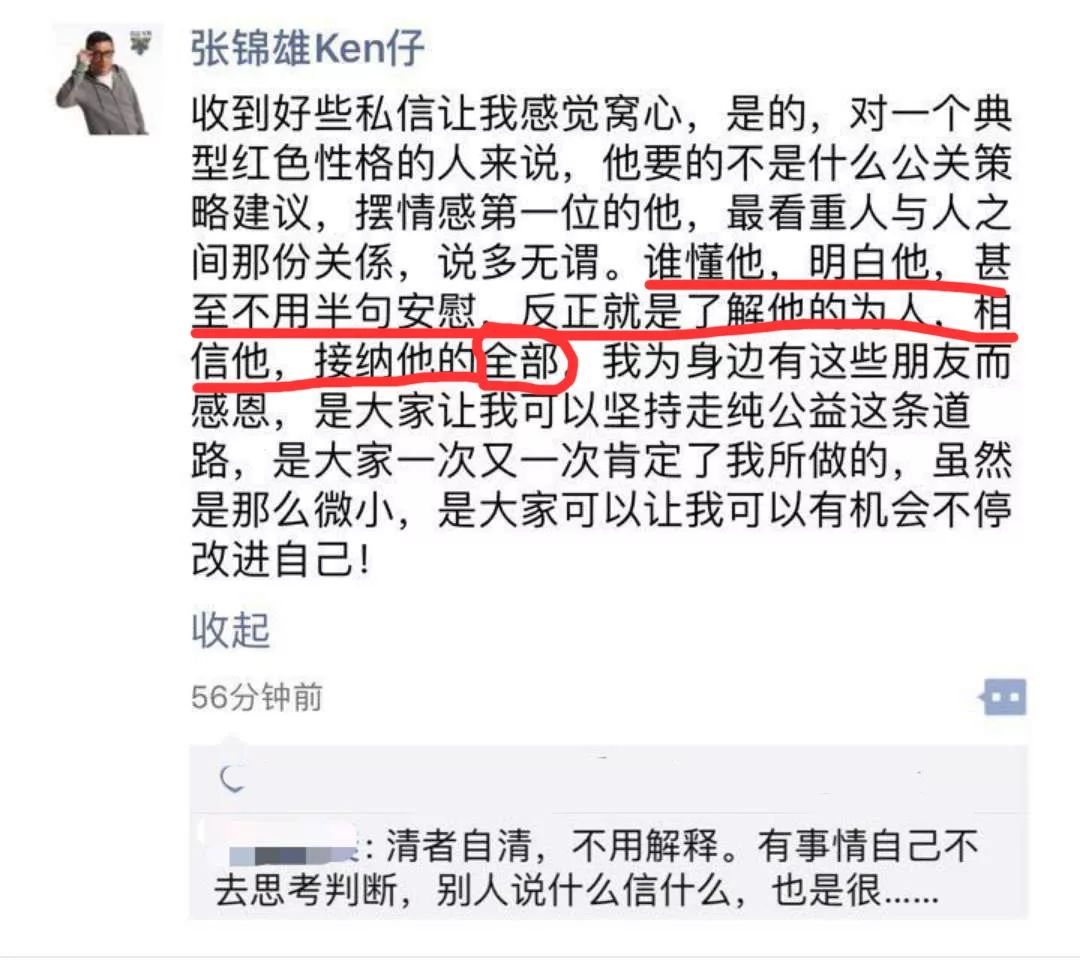 张锦雄Ken仔
收到好些私信让我感觉窝心，是的，对一个典
型红色性格的人来说，他要的不是什么公关策
略建议，摆情感第一位的他，最看重人与人之
间那份关係，说多无谓。谁懂他，明白他，甚
至不用半句安慰，反正就是了解他的为人，相
信他，接纳他的全部，我为身边有这些朋友而
感恩，是大家让我可以坚持走纯公益这条道
路，是大家一次又一次肯定了我所做的，虽然
是那么微小，是大家可以让我可以有机会不停
改进自己！
收起
56分钟前
: 清者自清，不用解释。有事情自己不
去思考判断，别人说什么信什么，也是很......